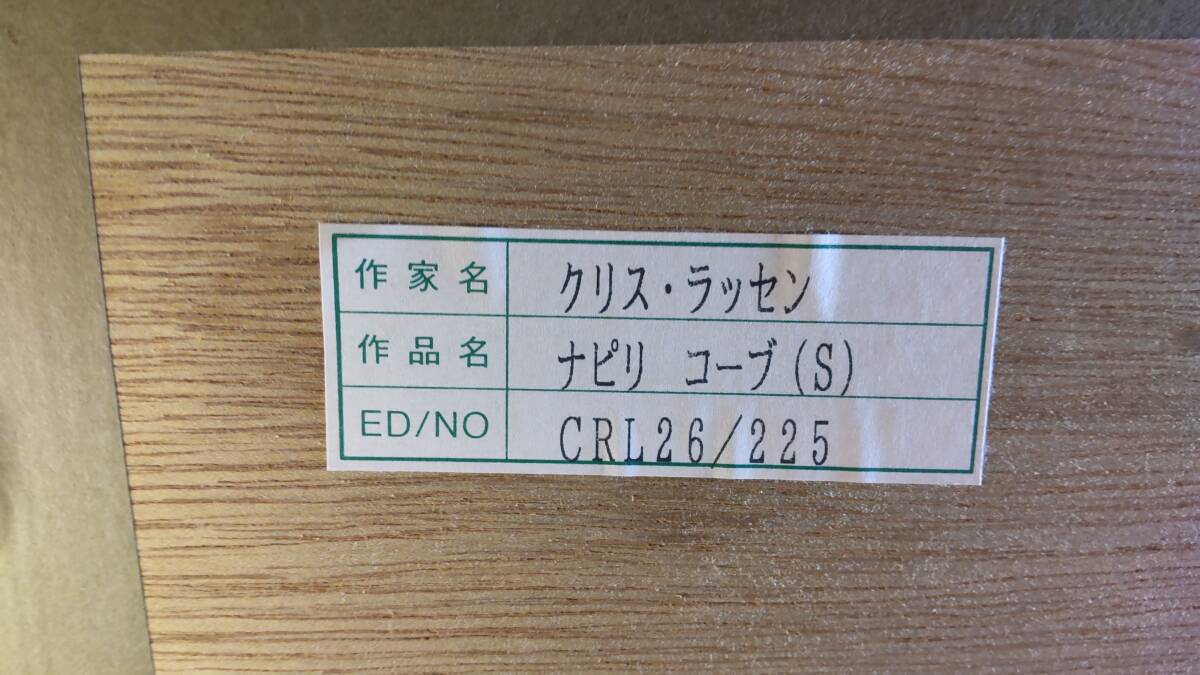 作家名 クリス・ラッセン
作品名 ナピリ コーブ(S)
ED/NO CRL26/225